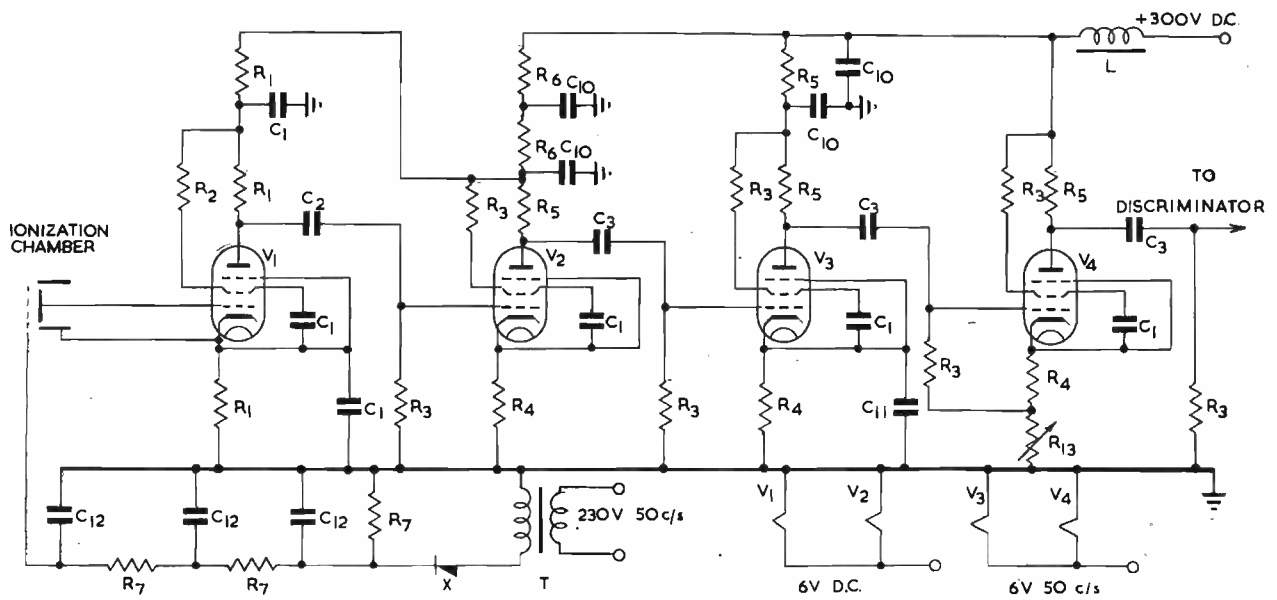 +300V D.C.
L
R1
C1
R6
C10
R5
C10
C10
R6
C10
R2
R1
C2
R3
R5
C3
R3
R5
C3
R3
R5
TO
DISCRIMINATOR
C3
IONIZATION
CHAMBER
V1
V2
V3
V4
C1
C1
C1
C1
R1
C1
R3
R4
R3
R4
C11
R3
R4
R13
R3
C12
C12
C12
R7
230V 50c/s
V1
V2
V3
V4
R7
R7
X
T
6V D.C.
6V 50 c/s